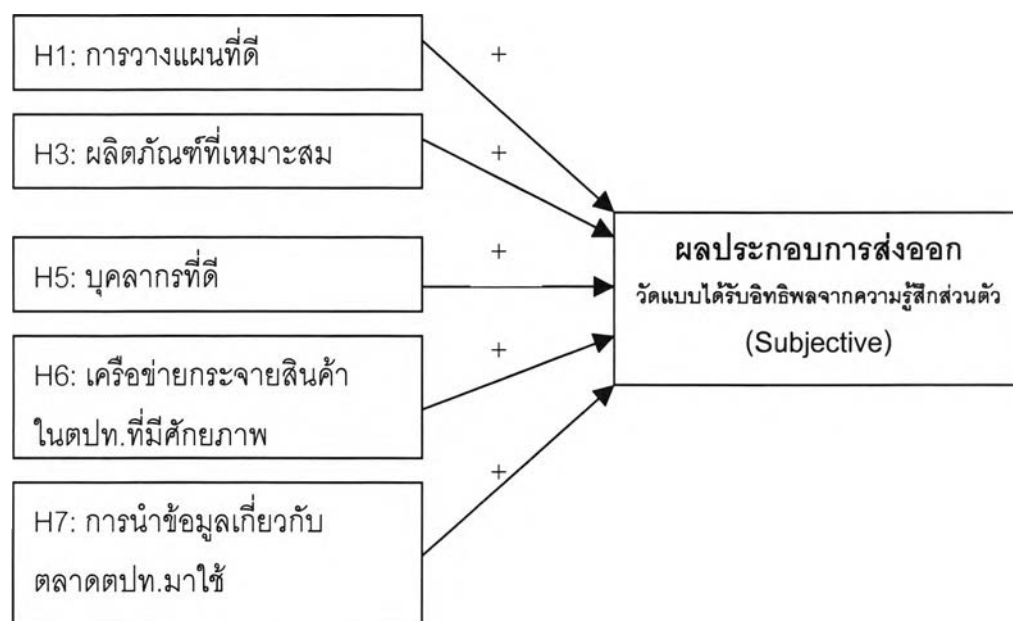 H1: การวางแผนที่ดี
+
H3: ผลิตภัณฑ์ที่เหมาะสม
+
H5: บุคลากรที่ดี
+
H6: เครือข่ายกระจายสินค้า
ในตปท.ที่มีศักยภาพ
+
H7: การนำข้อมูลเกี่ยวกับ
ตลาดตปท.มาใช้
+
ผลประกอบการส่งออก
วัดแบบได้รับอิทธิพลจากความรู้สึกส่วนตัว
(Subjective)